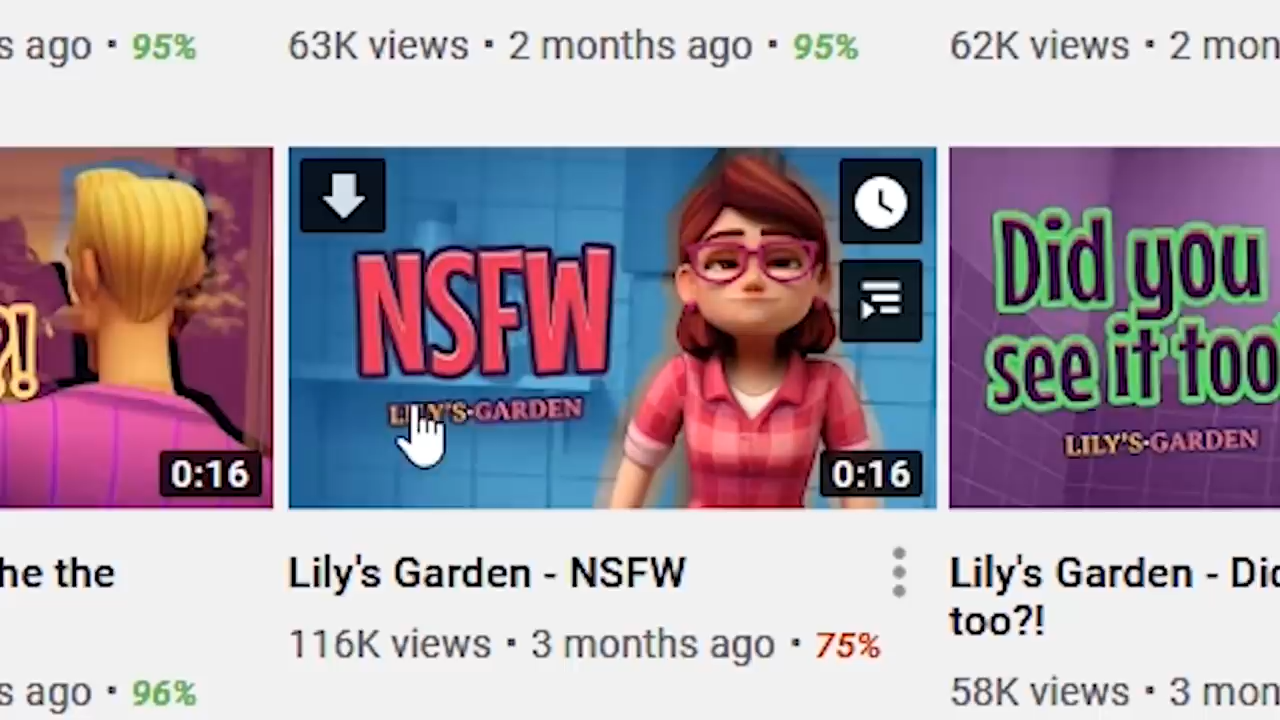 s ago • 95%
63K views • 2 months ago • 95%
62K views • 2 mon
?!
0:16
NSFW
LILY'S GARDEN
0:16
Did you
see it too
LILY'S GARDEN
he the
s ago • 96%
Lily's Garden - NSFW
116K views • 3 months ago • 75%
Lily's Garden - Did
too?!
58K views • 3 mon